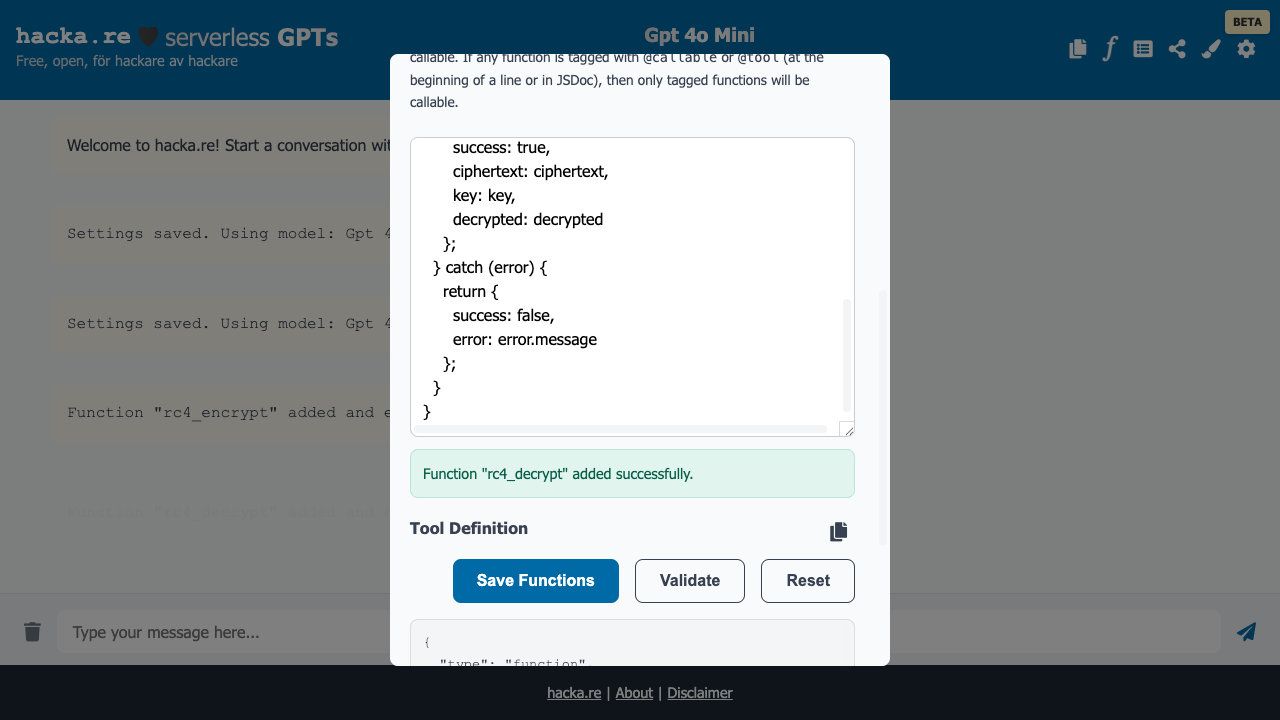 hacka.re 🖤 serverless GPTs
Free, open, för hackare av hackare
Gpt 4o Mini
BETA
callable. If any function is tagged with @callable or @tool (at the
beginning of a line or in JSDoc), then only tagged functions will be
callable.
Welcome to hacka.re! Start a conversation wit
Settings saved. Using model: Gpt 4
Settings saved. Using model: Gpt 4
Function "rc4_encrypt" added and e
Function "rc4_decrypt" added and e
success: true,
ciphertext: ciphertext,
key: key,
decrypted: decrypted
};
} catch (error) {
return {
success: false,
error: error.message
};
}
}
Function "rc4_decrypt" added successfully.
Tool Definition
Save Functions
Validate
Reset
{
"type": "function",
Type your message here...
hacka.re | About | Disclaimer